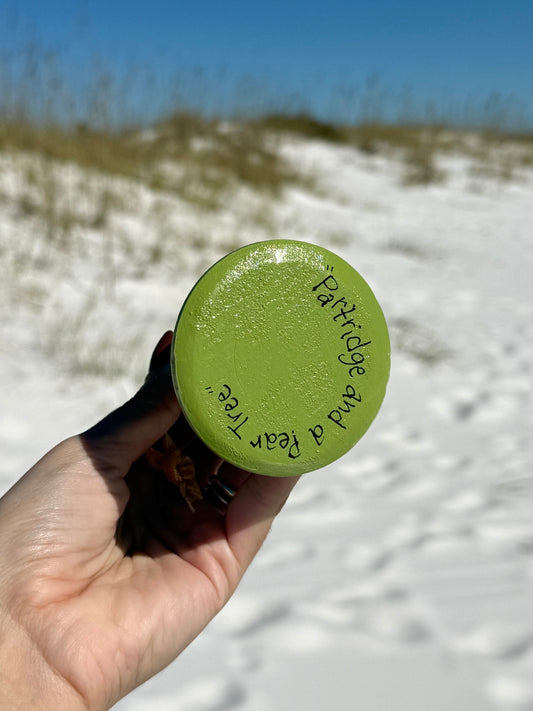 "Partridge and a Pear Tree"